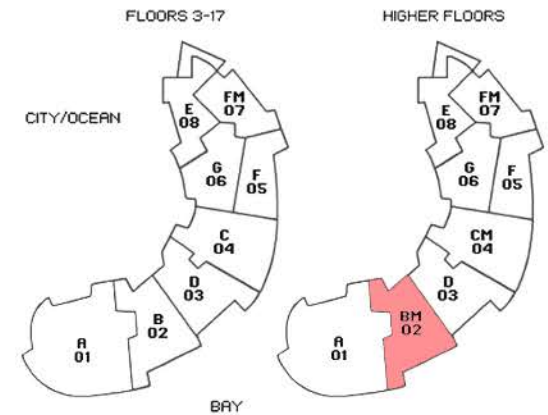 FLOORS 3-17
HIGHER FLOORS
CITY/OCEAN
E
08
FM
07
G
06
F
05
C
04
D
03
B
02
A
01
E
08
FM
07
G
06
F
05
CM
04
D
03
BM
02
A
01
BAY